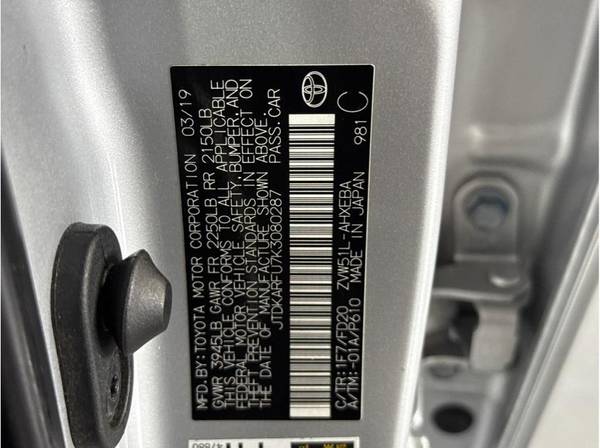 MFD. BY: TOYOTA MOTOR CORPORATION 03/19
GVWR 3945LB GAWR FR 2250LB RR 2150LB
THIS VEHICLE CONFORMS TO ALL APPLICABLE
FEDERAL MOTOR VEHICLE SAFETY, BUMPER, AND
THEFT PREVENTION STANDARDS IN EFFECT ON
THE DATE OF MANUFACTURE SHOWN ABOVE.
JTDKARFU7K3080287 PASS.CAR
ZVW51L-AHXEBA
C/TR:1F7/FD20 MADE IN JAPAN 981 C
A/TM:-01A/P610